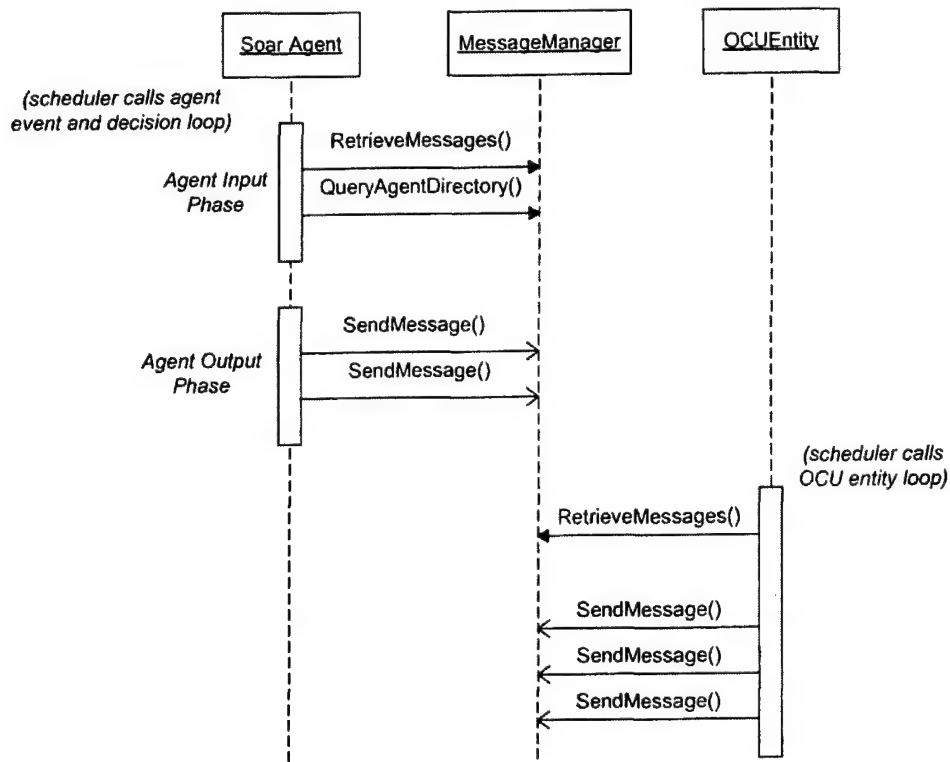 Soar Agent
MessageManager
OCUEntity
(scheduler calls agent
event and decision loop)
RetrieveMessages()
Agent Input
Phase
QueryAgentDirectory()
SendMessage()
Agent Output
Phase
SendMessage()
(scheduler calls
OCU entity loop)
RetrieveMessages()
SendMessage()
SendMessage()
SendMessage()